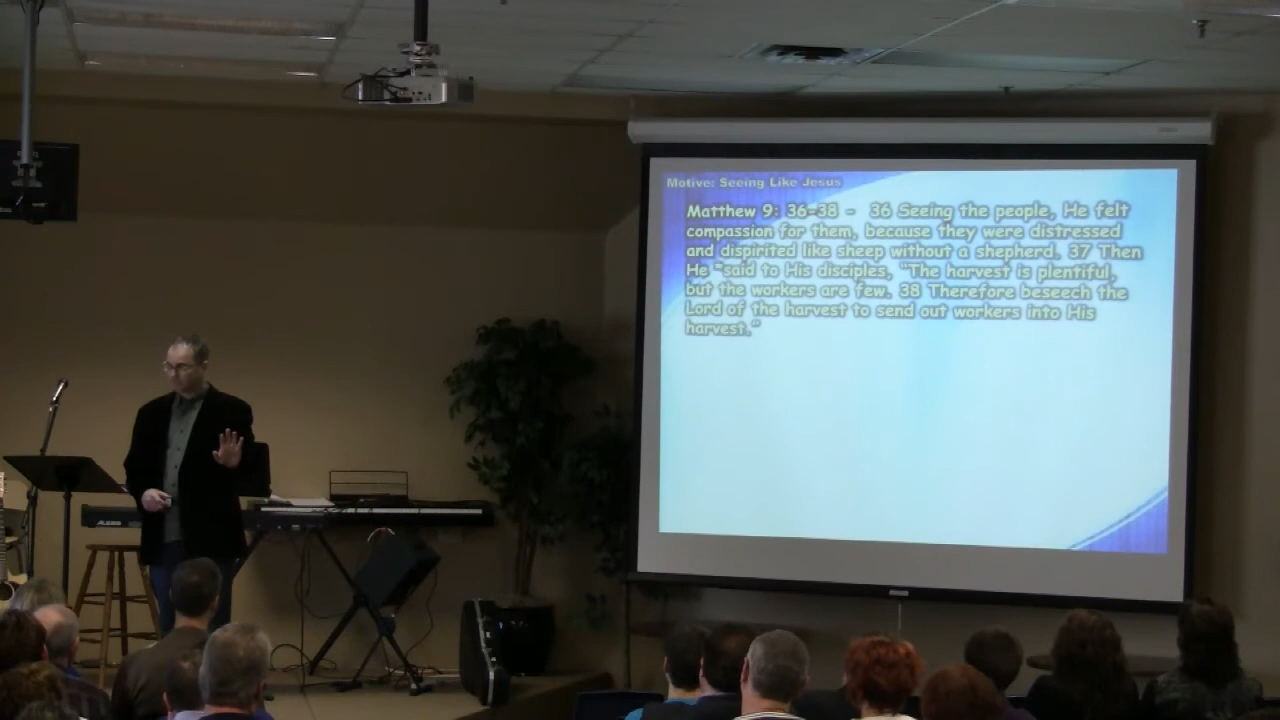 Motive: Seeing Like Jesus
Matthew 9: 36-38 - 36 Seeing the people, He felt
compassion for them, because they were distressed
and dispirited like sheep without a shepherd. 37 Then
He *said to His disciples, "The harvest is plentiful,
but the workers are few. 38 Therefore beseech the
Lord of the harvest to send out workers into His
harvest."
ALESIS